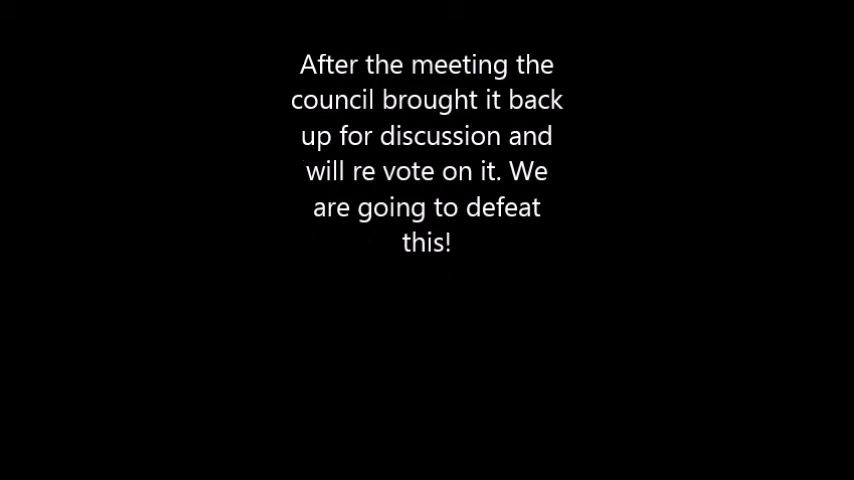 After the meeting the
council brought it back
up for discussion and
will re vote on it. We
are going to defeat
this!